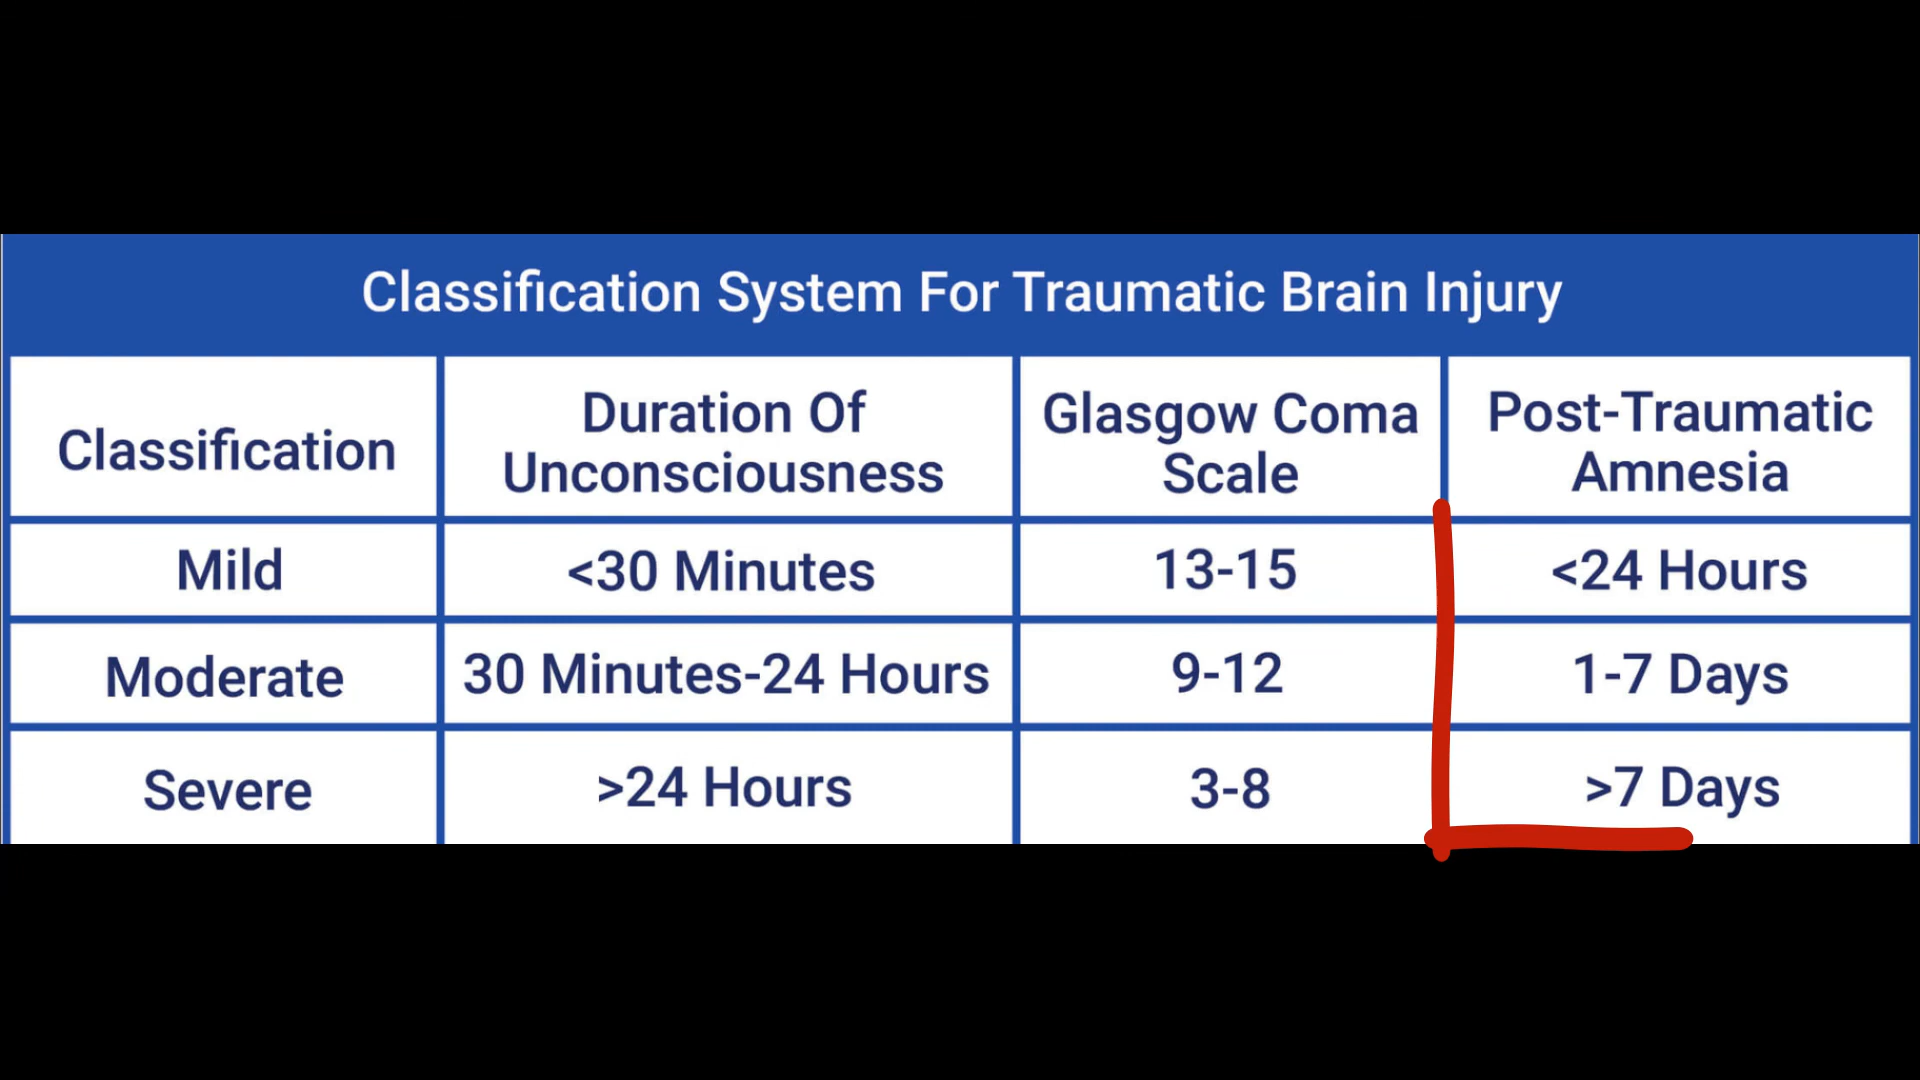 Classification System For Traumatic Brain Injury
Classification
Duration Of
Unconsciousness
Glasgow Coma
Scale
Post-Traumatic
Amnesia
Mild
<30 Minutes
13-15
<24 Hours
Moderate
30 Minutes-24 Hours
9-12
1-7 Days
Severe
>24 Hours
3-8
>7 Days